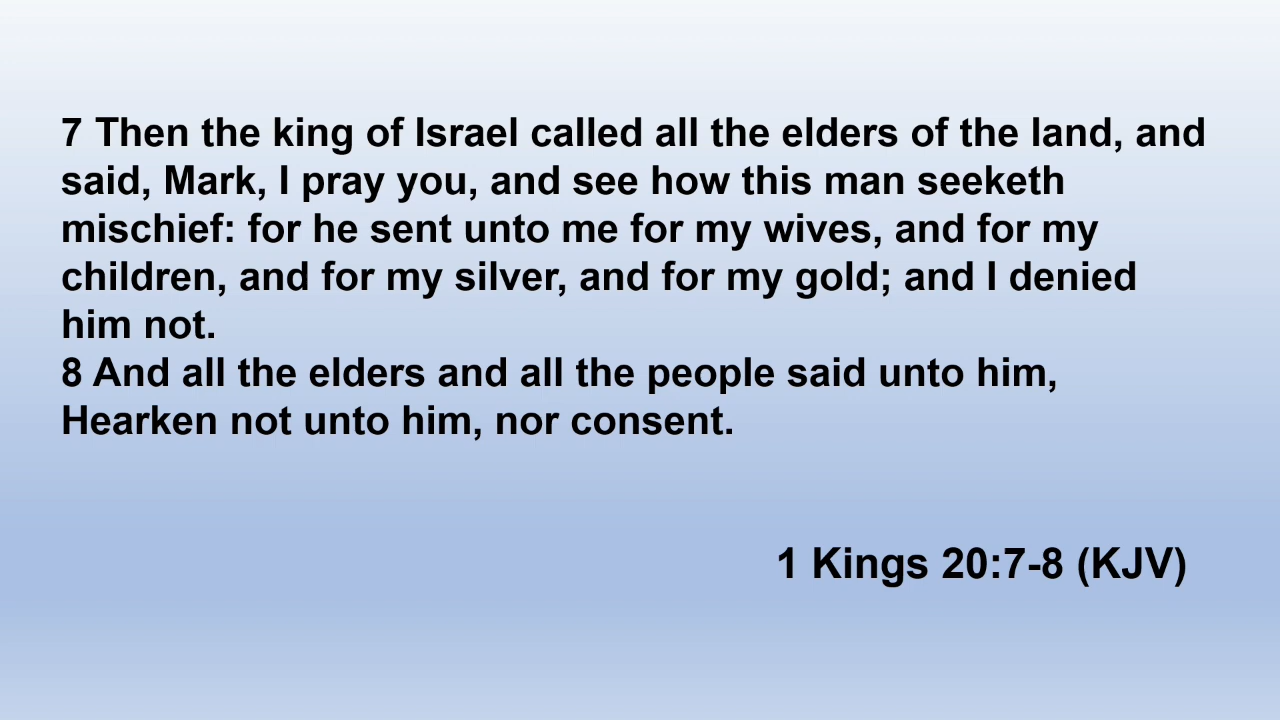 7 Then the king of Israel called all the elders of the land, and
said, Mark, I pray you, and see how this man seeketh
mischief: for he sent unto me for my wives, and for my
children, and for my silver, and for my gold; and I denied
him not.
8 And all the elders and all the people said unto him,
Hearken not unto him, nor consent.
1 Kings 20:7-8 (KJV)